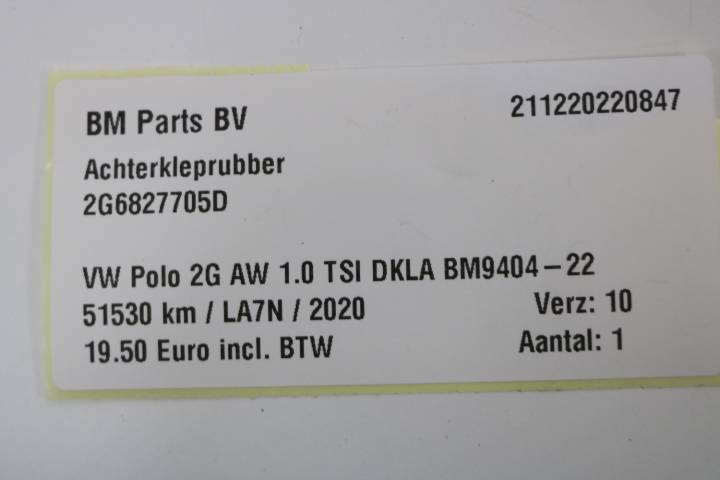 BM Parts BV 211220220847
Achterkleprubber
2G6827705D
VW Polo 2G AW 1.0 TSI DKLA BM9404-22
51530 km / LA7N / 2020 Verz: 10
19.50 Euro incl. BTW Aantal: 1